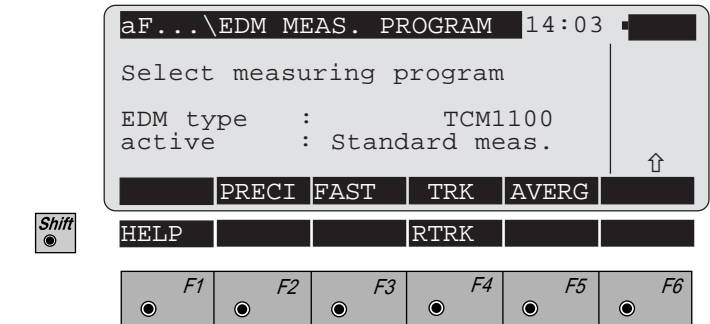 aF...\EDM MEAS. PROGRAM 14:03
Select measuring program
EDM type : TCM1100
active : Standard meas.
⇧
PRECI FAST TRK AVERG
Shift
HELP RTRK
F1 F2 F3 F4 F5 F6